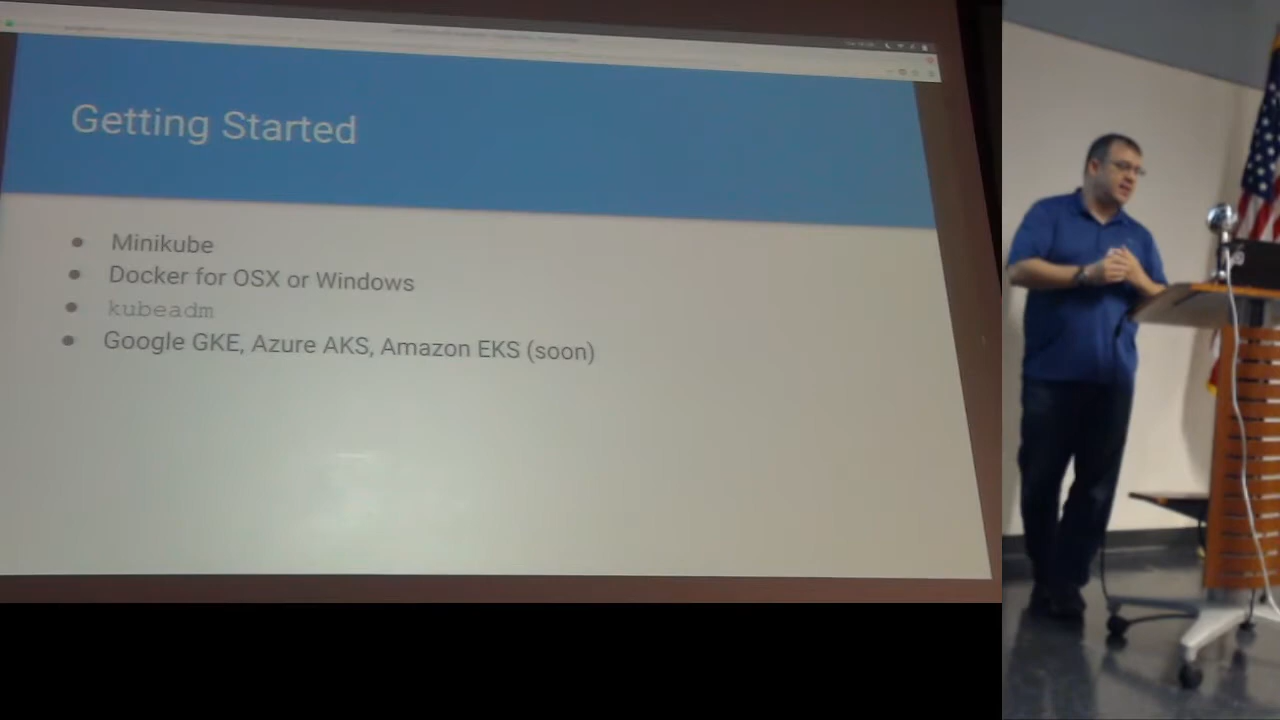 Getting Started
Minikube
Docker for OSX or Windows
kubeadm
Google GKE, Azure AKS, Amazon EKS (soon)